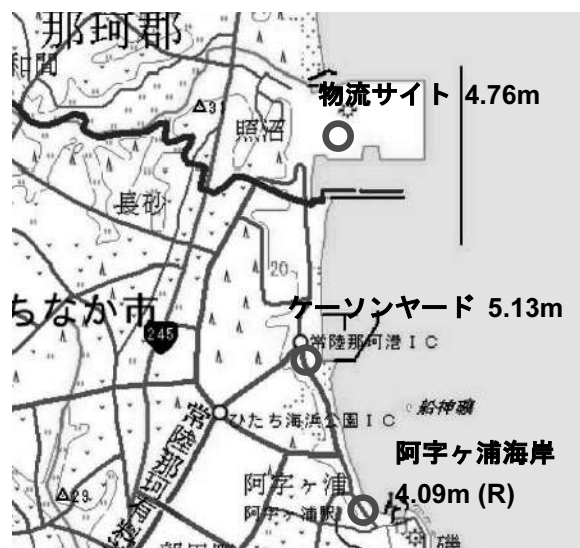 那珂郡
和間
物流サイト 4.76m
照沼
長砂
20
ちなか市
ケーソンヤード 5.13m
245
常陸那珂港IC
ひたち海浜公園IC
船神磯
常陸那珂有料
阿字ヶ浦海岸
阿字ヶ浦
4.09m (R)
29
阿字ヶ浦駅
磯